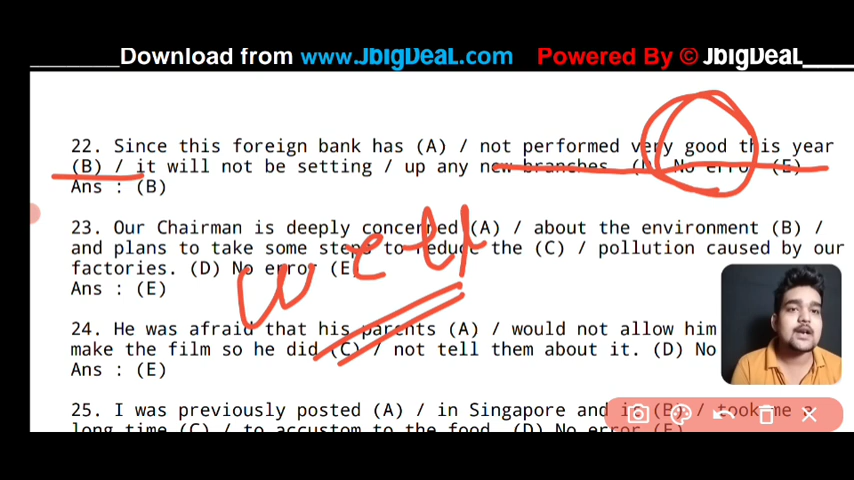 Download from www.JbigDeaL.com Powered By © JbigDeaL
22. Since this foreign bank has (A) / not performed very good this year
(B) / it will not be setting / up any new branches. (D) No error (E)
Ans : (B)
23. Our Chairman is deeply concerned (A) / about the environment (B) /
and plans to take some steps to reduce the (C) / pollution caused by our
factories. (D) No error (E)
Ans : (E)
24. He was afraid that his parents (A) / would not allow him
make the film so he did (C) / not tell them about it. (D) No
Ans : (E)
25. I was previously posted (A) / in Singapore and it (B) / took me a
long time (C) / to accustom to the food. (D) No error (E)